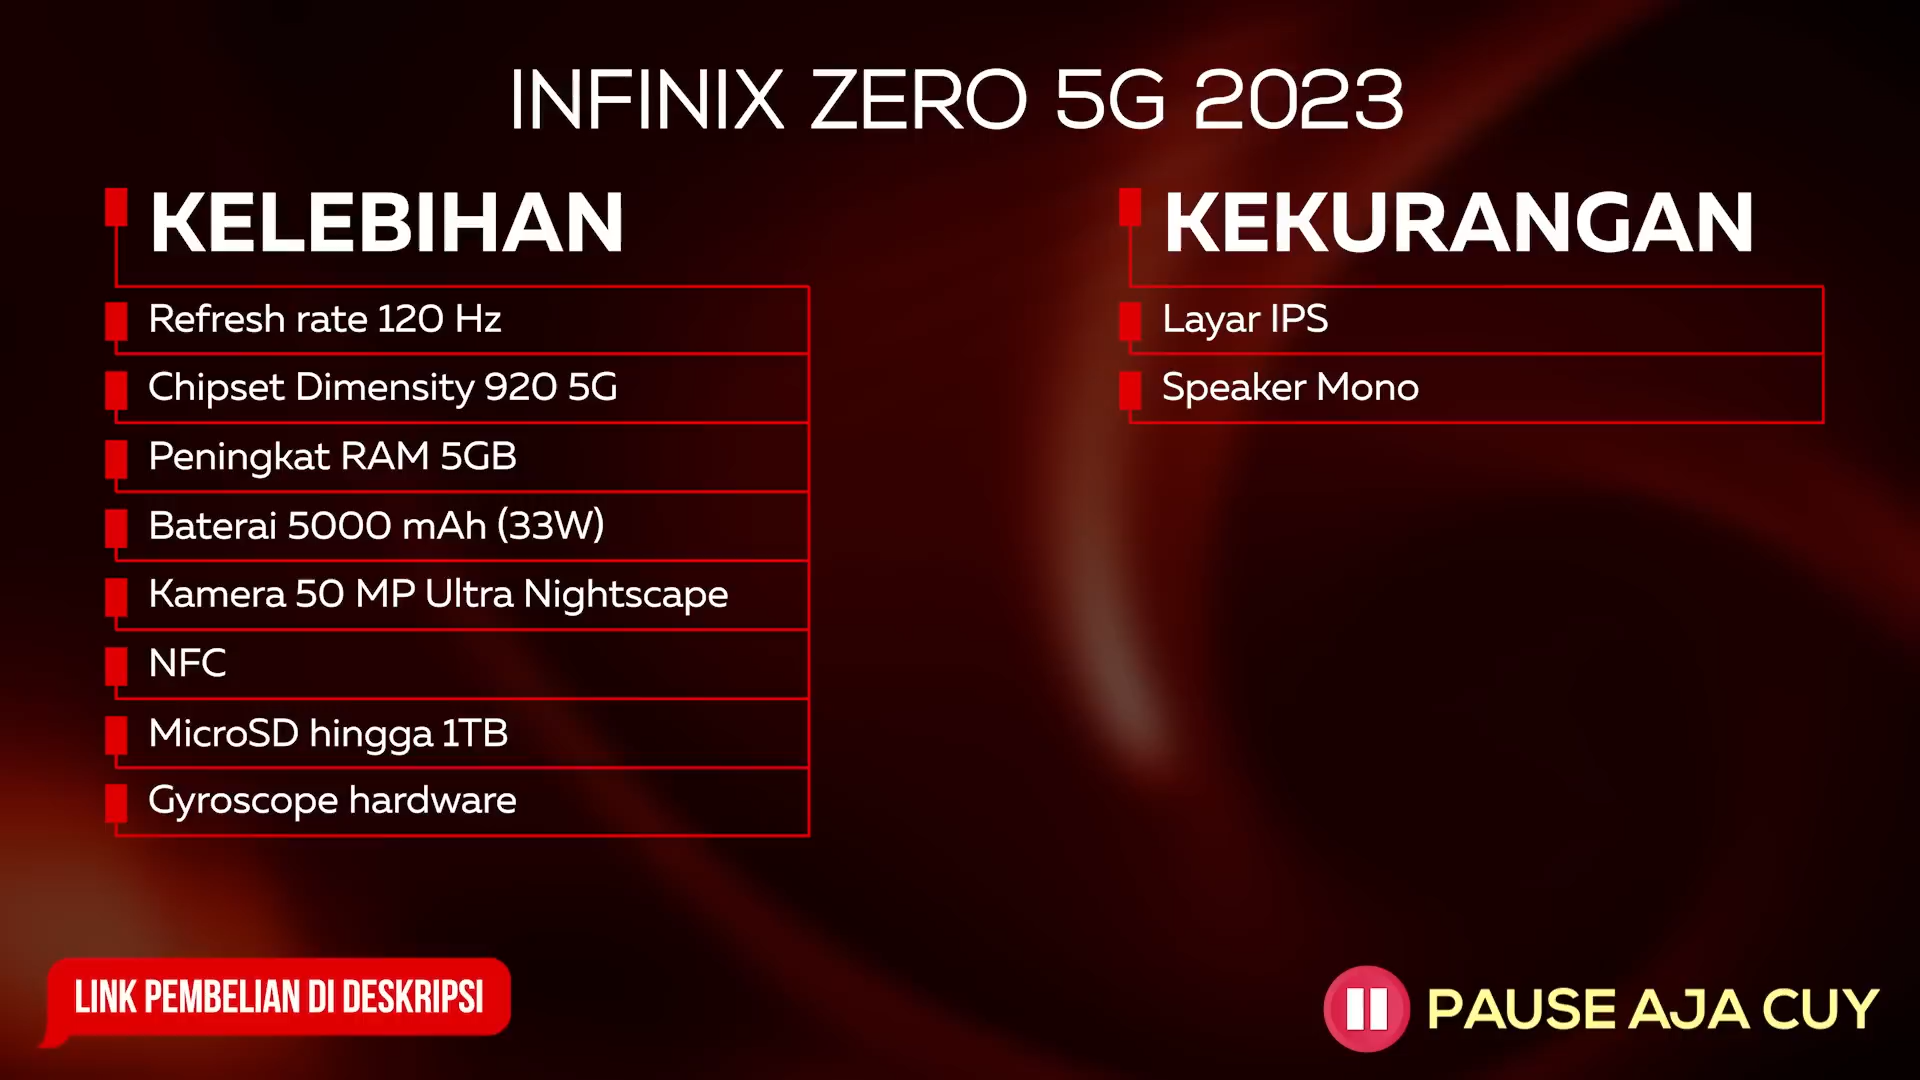 INFINIX ZERO 5G 2023
KELEBIHAN
Refresh rate 120 Hz
Chipset Dimensity 920 5G
Peningkat RAM 5GB
Baterai 5000 mAh (33W)
Kamera 50 MP Ultra Nightscape
NFC
MicroSD hingga 1TB
Gyroscope hardware
KEKURANGAN
Layar IPS
Speaker Mono
LINK PEMBELIAN DI DESKRIPSI
PAUSE AJA CUY